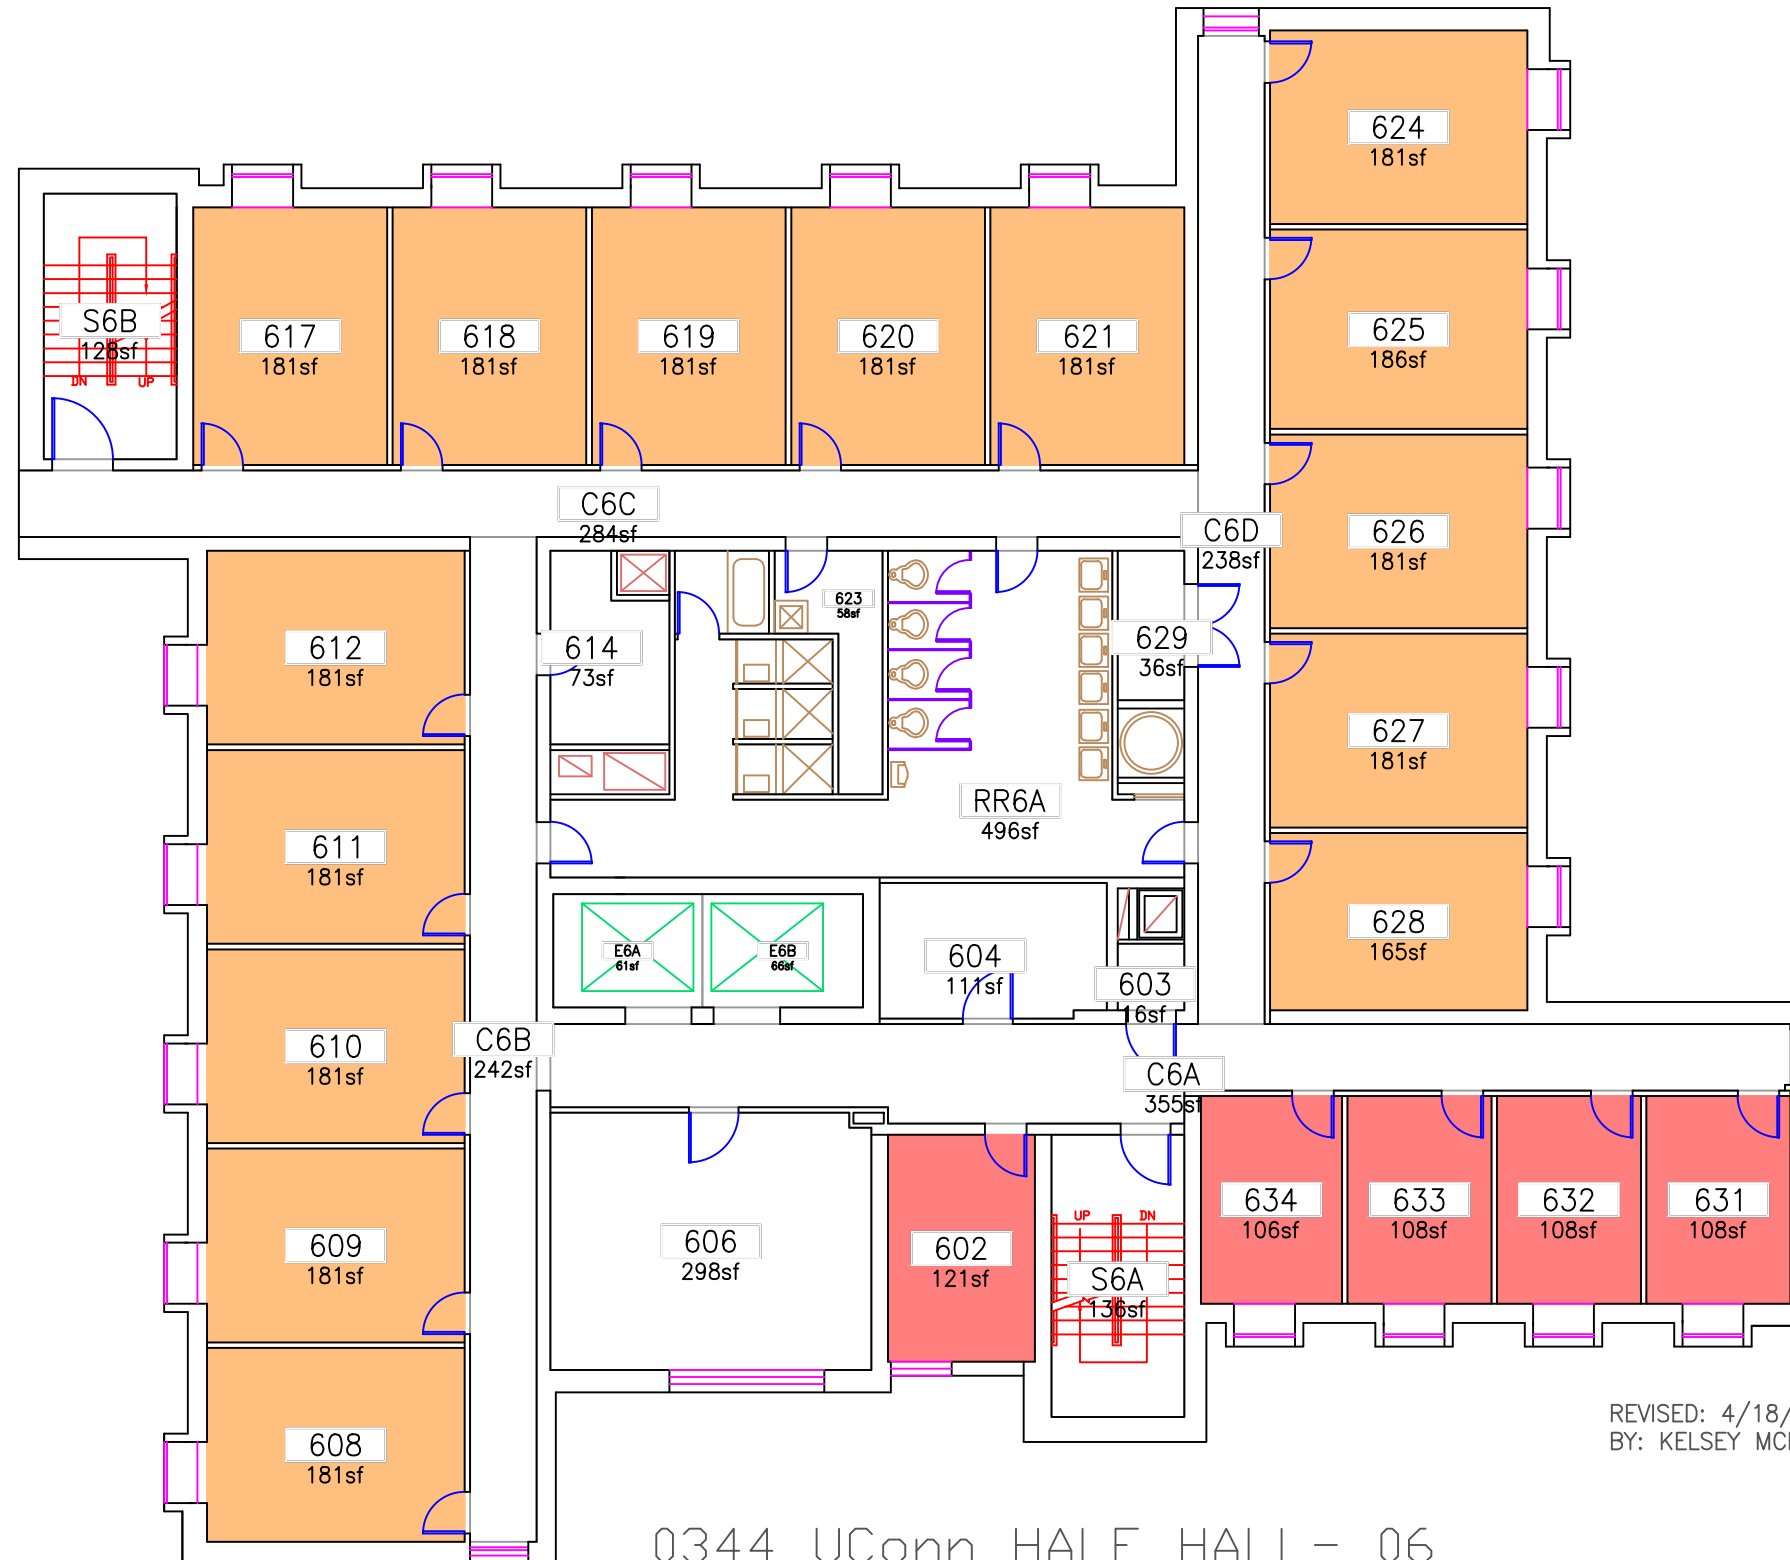 624
181sf
S6B
128sf
DN
UP
617
181sf
618
181sf
619
181sf
620
181sf
621
181sf
625
186sf
C6C
284sf
C6D
238sf
626
181sf
612
181sf
614
73sf
623
58sf
629
36sf
627
181sf
611
181sf
RR6A
496sf
628
165sf
E6A
61sf
E6B
66sf
604
111sf
603
16sf
610
181sf
C6B
242sf
C6A
355sf
609
181sf
606
298sf
602
121sf
UP
DN
S6A
136sf
634
106sf
633
108sf
632
108sf
631
108sf
608
181sf
REVISED: 4/18/
BY: KELSEY MC
0344 UConn HALE HALL- 06